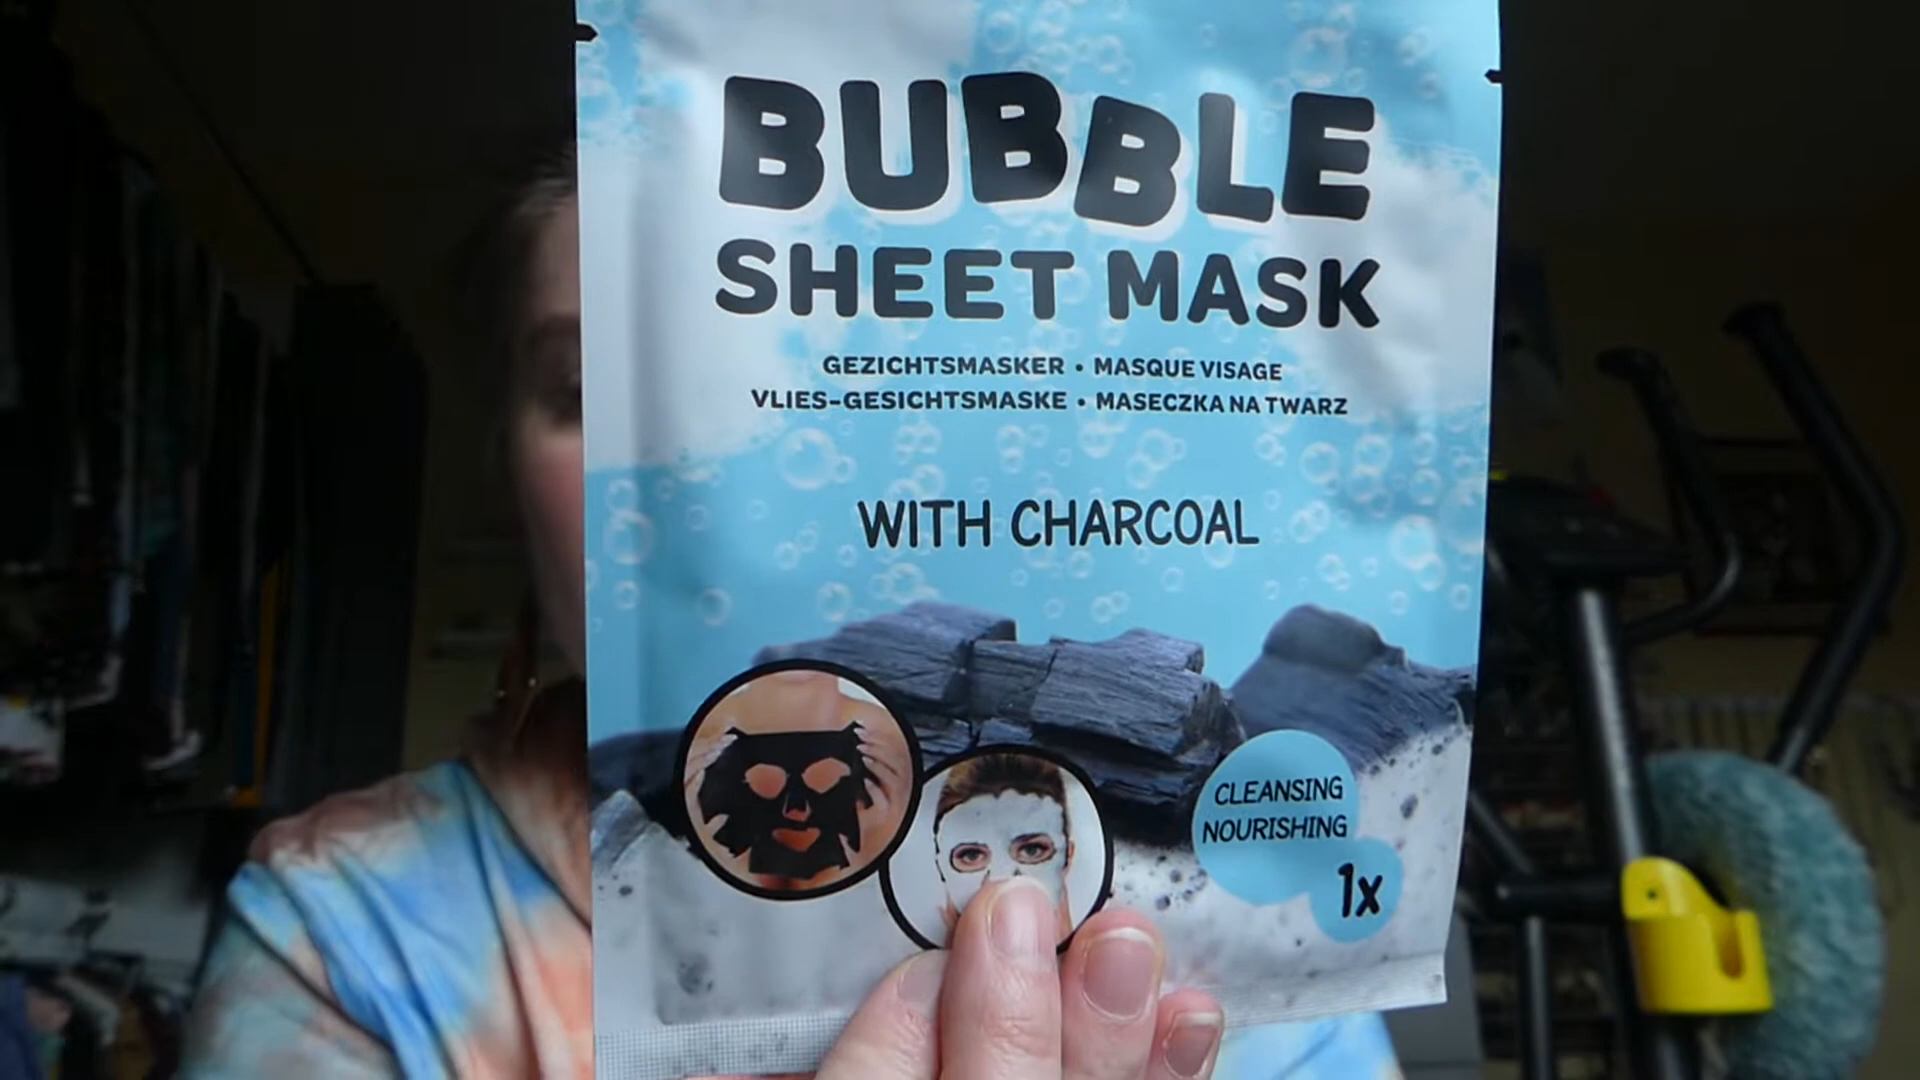 BUBBLE
SHEET MASK
GEZICHTSMASKER • MASQUE VISAGE
VLIES-GESICHTSMASKE • MASECZKA NA TWARZ
WITH CHARCOAL
CLEANSING
NOURISHING
1x